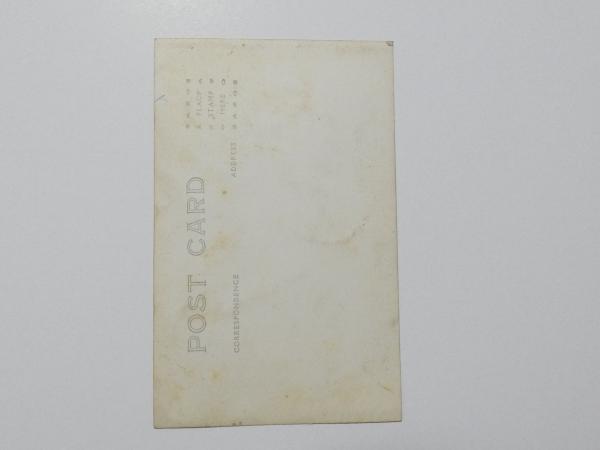 POST CARD
PLACE
STAMP
HERE
CORRESPONDENCE
ADDRESS